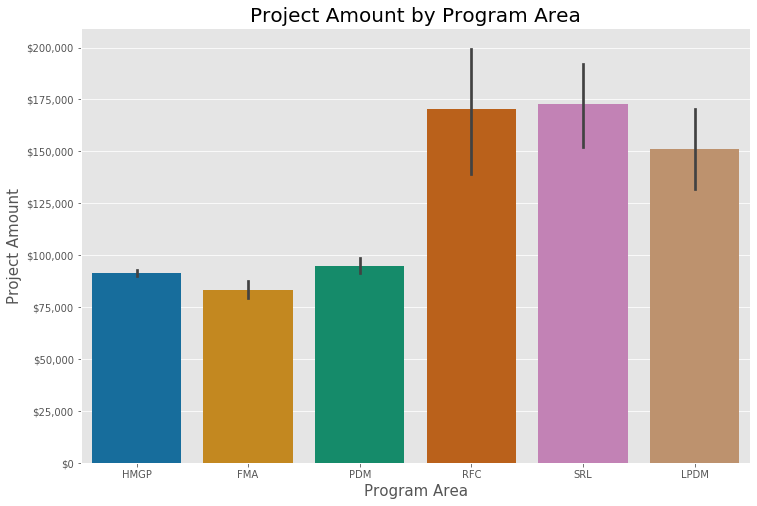 Project Amount by Program Area
Project Amount
$200,000
$175,000
$150,000
$125,000
$100,000
$75,000
$50,000
$25,000
$0
HMGP FMA PDM RFC SRL LPDM
Program Area